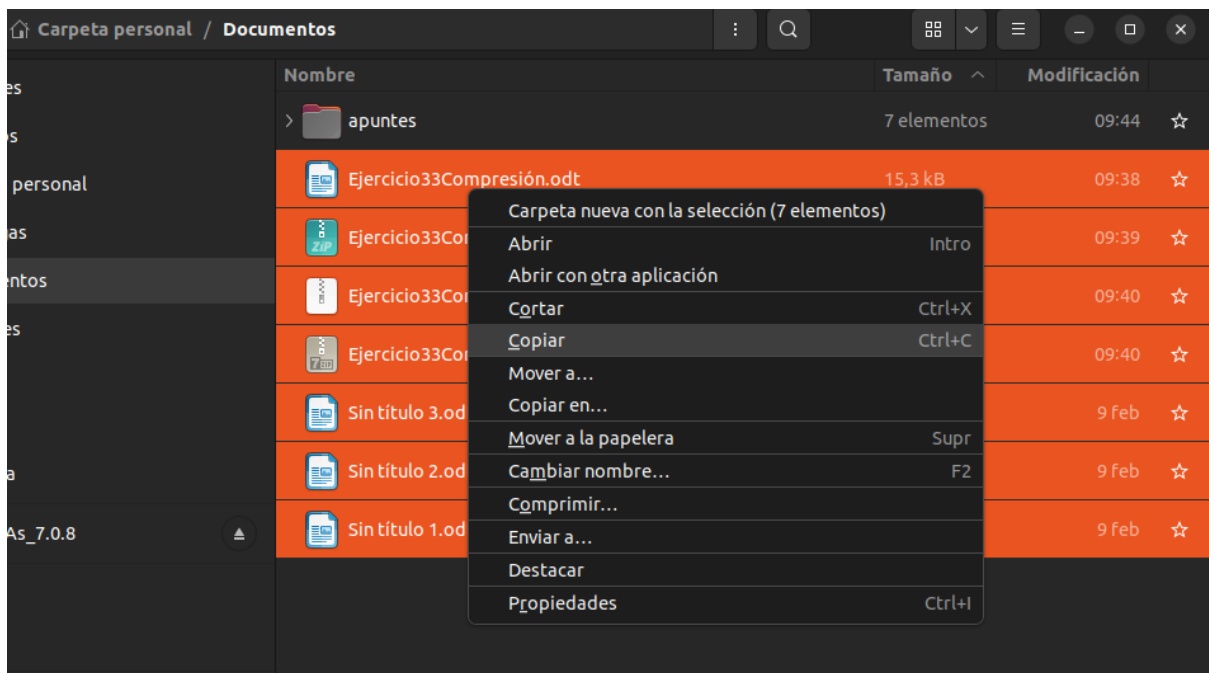 Carpeta personal / Documentos
Nombre Tamaño Modificación
es
apuntes 7 elementos 09:44
os
Ejercicio33Compresión.odt 15,3 kB 09:38
personal
Carpeta nueva con la selección (7 elementos)
as
Ejercicio33Co 09:39
Abrir Intro
Abrir con otra aplicación
entos
Ejercicio33Co 09:40
Cortar Ctrl+X
es
Copiar Ctrl+C
Ejercicio33Co 09:40
Mover a...
Copiar en...
Sin título 3.od 9 feb
Mover a la papelera Supr
a
Sin título 2.od 9 feb
Cambiar nombre... F2
Comprimir...
As_7.0.8
Sin título 1.od 9 feb
Enviar a...
Destacar
Propiedades Ctrl+I
ZIP
7 ZIP